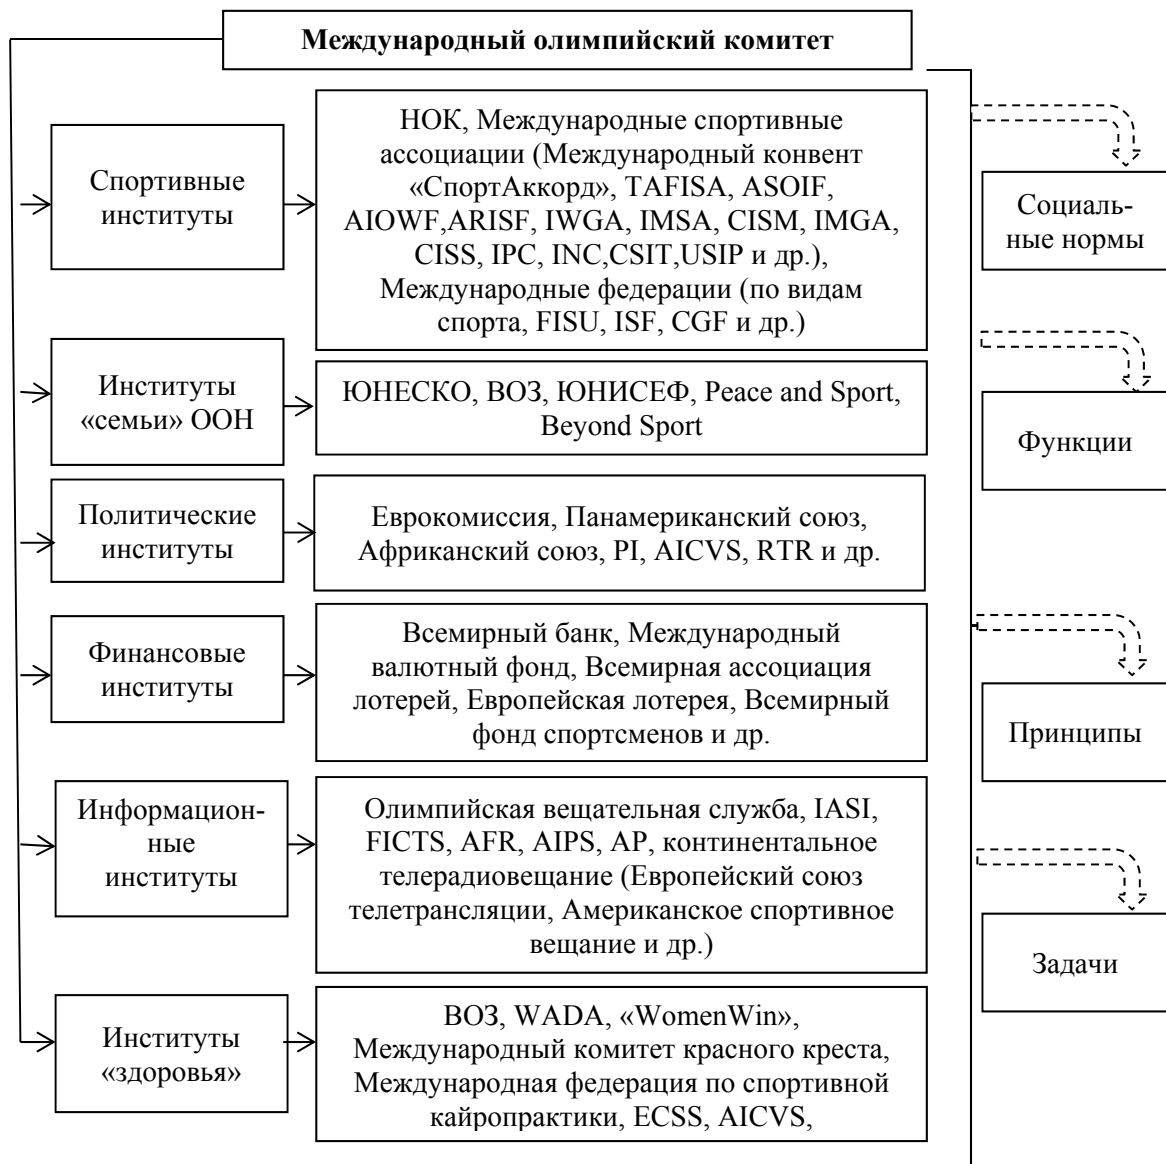 Международный олимпийский комитет
Спортивные
институты
НОК, Международные спортивные
ассоциации (Международный конвент
«СпортАккорд», TAFISA, ASOIF,
AIOWF,ARISF, IWGA, IMSA, CISM, IMGA,
CISS, IPC, INC,CSIT,USIP и др.),
Международные федерации (по видам
спорта, FISU, ISF, CGF и др.)
Социаль-
ные нормы
Институты
«семьи» ООН
ЮНЕСКО, ВОЗ, ЮНИСЕФ, Peace and Sport,
Beyond Sport
Функции
Политические
институты
Еврокомиссия, Панамериканский союз,
Африканский союз, PI, AICVS, RTR и др.
Финансовые
институты
Всемирный банк, Международный
валютный фонд, Всемирная ассоциация
лотерей, Европейская лотерея, Всемирный
фонд спортсменов и др.
Принципы
Информацион-
ные
институты
Олимпийская вещательная служба, IASI,
FICTS, AFR, AIPS, AP, континентальное
телерадиовещание (Европейский союз
телетрансляции, Американское спортивное
вещание и др.)
Задачи
Институты
«здоровья»
ВОЗ, WADA, «WomenWin»,
Международный комитет красного креста,
Международная федерация по спортивной
кайропрактики, ECSS, AICVS,